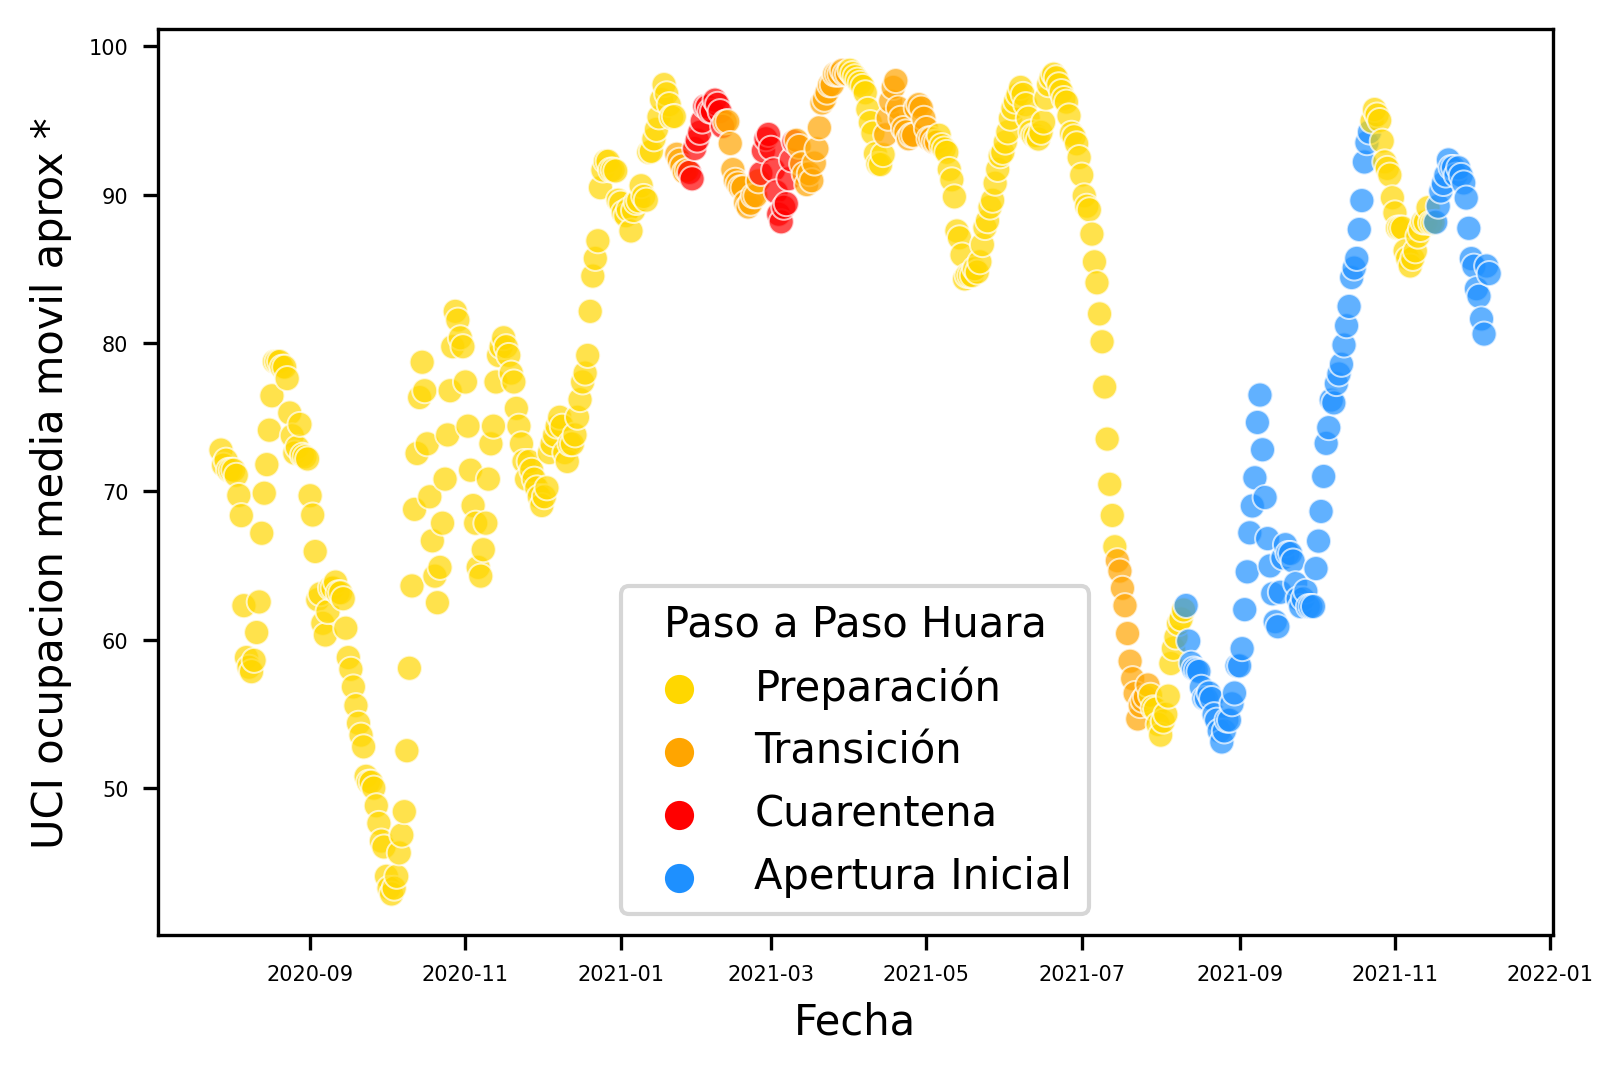 UCI ocupacion media movil aprox *
100
90
80
70
60
50
Paso a Paso Huara
Preparación
Transición
Cuarentena
Apertura Inicial
2020-09 2020-11 2021-01 2021-03 2021-05 2021-07 2021-09 2021-11 2022-01
Fecha